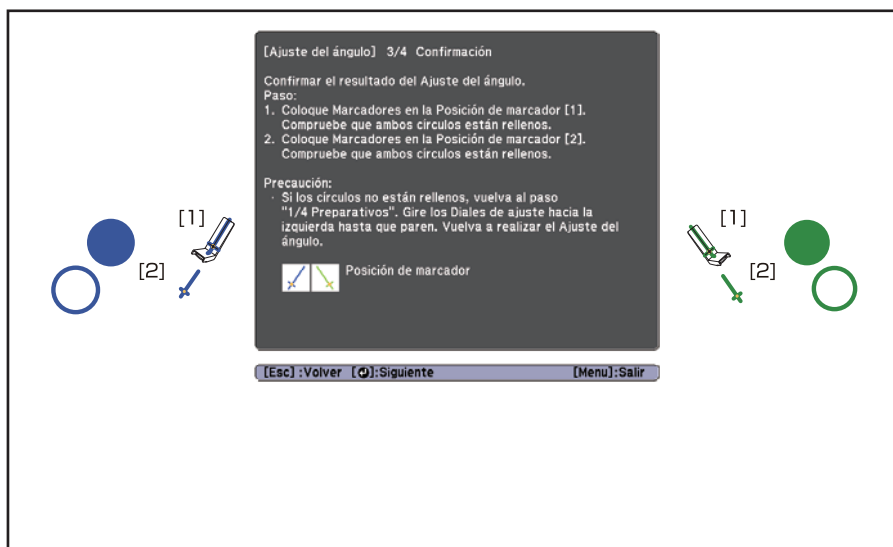 [Ajuste del ángulo] 3/4 Confirmación
Confirmar el resultado del Ajuste del ángulo.
Paso:
1. Coloque Marcadores en la Posición de marcador [1].
Compruebe que ambos círculos están rellenos.
2. Coloque Marcadores en la Posición de marcador [2].
Compruebe que ambos círculos están rellenos.
Precaución:
· Si los círculos no están rellenos, vuelva al paso
"1/4 Preparativos". Gire los Diales de ajuste hacia la
izquierda hasta que paren. Vuelva a realizar el Ajuste del
ángulo.
[1]
[2]
[1]
[2]
Posición de marcador
[Esc] :Volver [↵]:Siguiente [Menu]:Salir